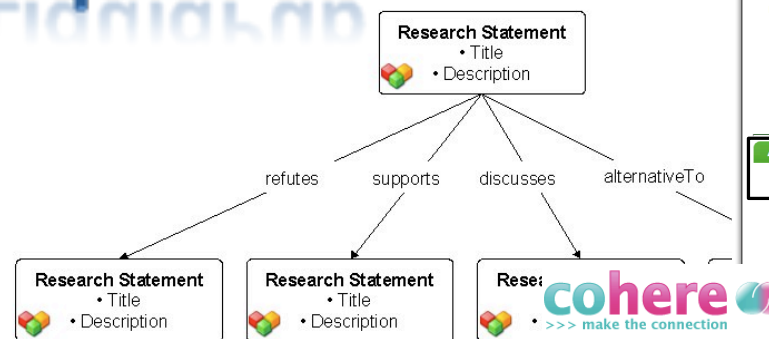 Research Statement
• Title
• Description
refutes
supports
discusses
alternativeTo
Research Statement
• Title
• Description
Research Statement
• Title
• Description
Resea
•
cohere
>>> make the connection